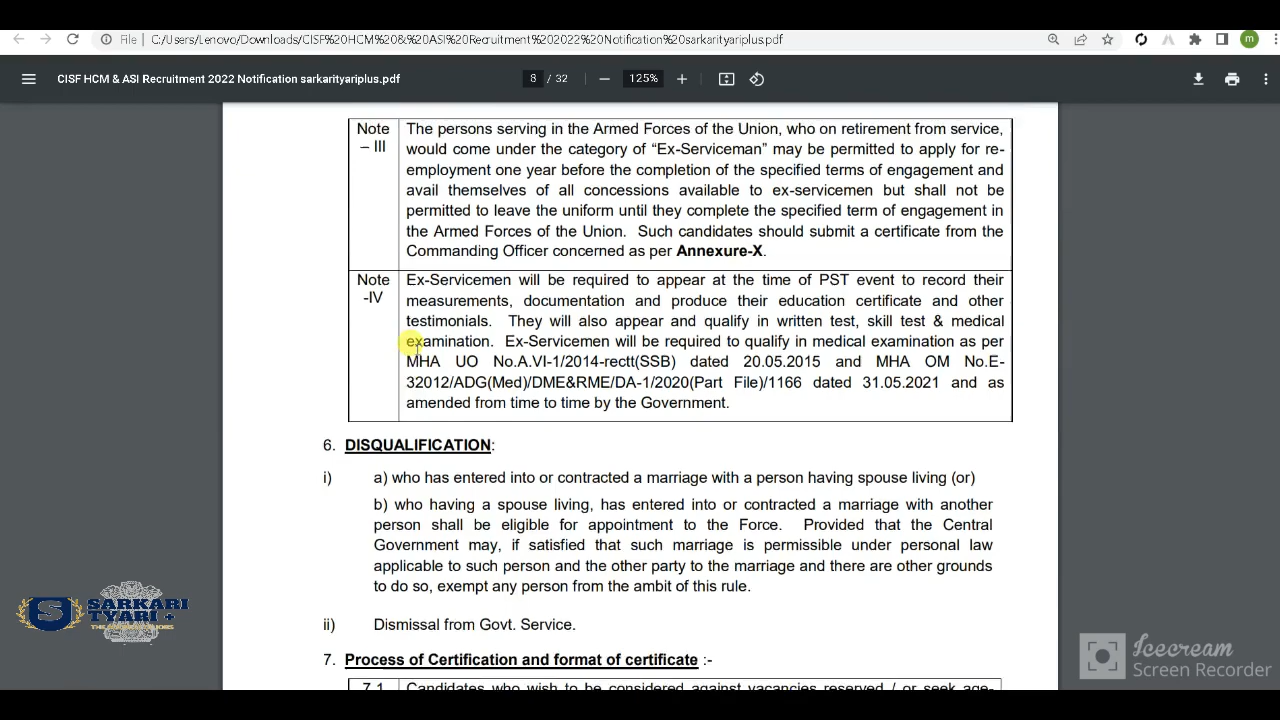 File | C:/Users/Lenovo/Downloads/CISF%20HCM%20&%20ASI%20Recruitment%202022%20Notification%20sarkarityariplus.pdf
m
CISF HCM & ASI Recruitment 2022 Notification sarkarityariplus.pdf
8 / 32
125%
Note – III
The persons serving in the Armed Forces of the Union, who on retirement from service,
would come under the category of “Ex-Serviceman” may be permitted to apply for re-
employment one year before the completion of the specified terms of engagement and
avail themselves of all concessions available to ex-servicemen but shall not be
permitted to leave the uniform until they complete the specified term of engagement in
the Armed Forces of the Union. Such candidates should submit a certificate from the
Commanding Officer concerned as per Annexure-X.
Note -IV
Ex-Servicemen will be required to appear at the time of PST event to record their
measurements, documentation and produce their education certificate and other
testimonials. They will also appear and qualify in written test, skill test & medical
examination. Ex-Servicemen will be required to qualify in medical examination as per
MHA UO No.A.VI-1/2014-rectt(SSB) dated 20.05.2015 and MHA OM No.E-
32012/ADG(Med)/DME&RME/DA-1/2020(Part File)/1166 dated 31.05.2021 and as
amended from time to time by the Government.
6. DISQUALIFICATION:
i) a) who has entered into or contracted a marriage with a person having spouse living (or)
b) who having a spouse living, has entered into or contracted a marriage with another
person shall be eligible for appointment to the Force. Provided that the Central
Government may, if satisfied that such marriage is permissible under personal law
applicable to such person and the other party to the marriage and there are other grounds
to do so, exempt any person from the ambit of this rule.
ii) Dismissal from Govt. Service.
7. Process of Certification and format of certificate :-
7.1 Candidates who wish to be considered against vacancies reserved / or seek age-
S
SARKARI
TYARI +
Icecream
Screen Recorder